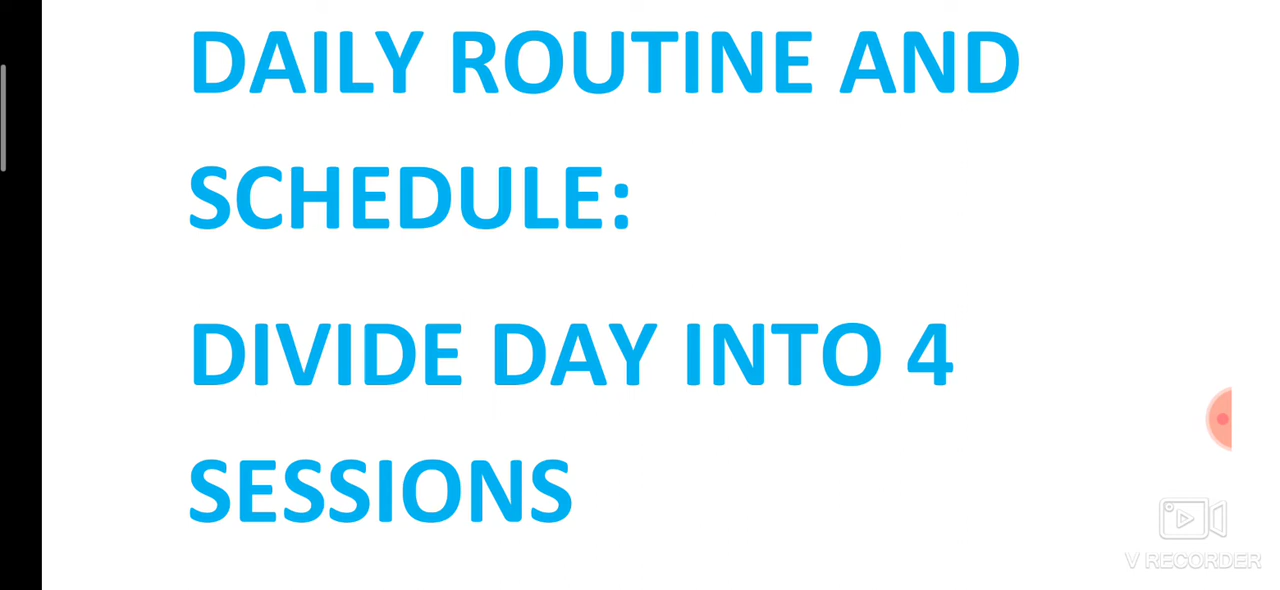 DAILY ROUTINE AND
SCHEDULE:
DIVIDE DAY INTO 4
SESSIONS
V RECORDER